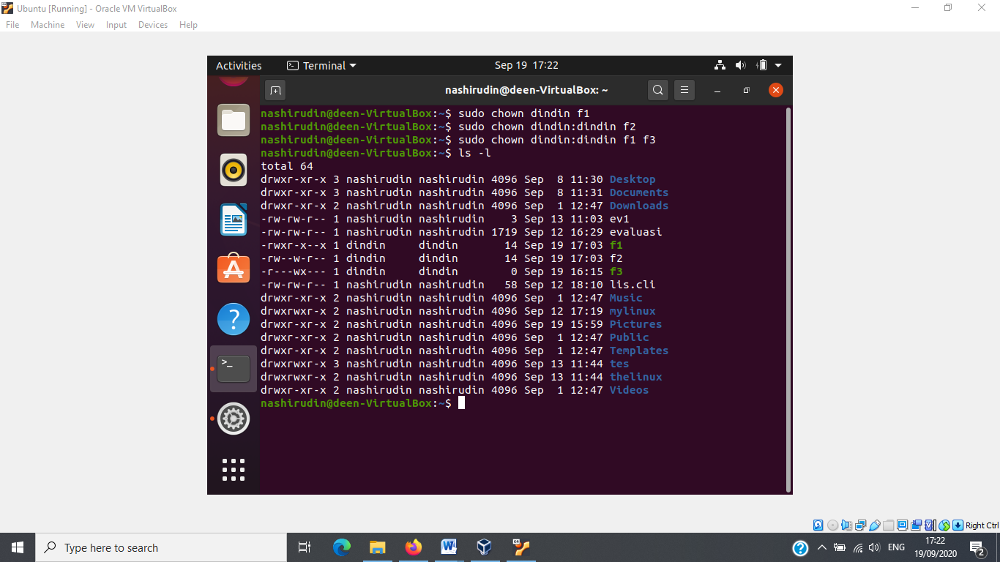 Ubuntu [Running] - Oracle VM VirtualBox
File Machine View Input Devices Help
Activities Terminal Sep 19 17:22
nashirudin@deen-VirtualBox: ~
nashirudin@deen-VirtualBox:~$ sudo chown dindin f1
nashirudin@deen-VirtualBox:~$ sudo chown dindin:dindin f2
nashirudin@deen-VirtualBox:~$ sudo chown dindin:dindin f1 f3
nashirudin@deen-VirtualBox:~$ ls -l
total 64
drwxr-xr-x 3 nashirudin nashirudin 4096 Sep  8 11:30 Desktop
drwxr-xr-x 3 nashirudin nashirudin 4096 Sep  8 11:31 Documents
drwxr-xr-x 2 nashirudin nashirudin 4096 Sep  1 12:47 Downloads
-rw-rw-r-- 1 nashirudin nashirudin    3 Sep 13 11:03 ev1
-rw-rw-r-- 1 nashirudin nashirudin 1719 Sep 12 16:29 evaluasi
-rwxr-x--x 1 dindin     dindin       14 Sep 19 17:03 f1
-rw--w-r-- 1 dindin     dindin       14 Sep 19 17:03 f2
-r---wx--- 1 dindin     dindin        0 Sep 19 16:15 f3
-rw-rw-r-- 1 nashirudin nashirudin   58 Sep 12 18:10 lis.cli
drwxr-xr-x 2 nashirudin nashirudin 4096 Sep  1 12:47 Music
drwxrwxr-x 2 nashirudin nashirudin 4096 Sep 12 17:19 mylinux
drwxr-xr-x 2 nashirudin nashirudin 4096 Sep 19 15:59 Pictures
drwxr-xr-x 2 nashirudin nashirudin 4096 Sep  1 12:47 Public
drwxr-xr-x 2 nashirudin nashirudin 4096 Sep  1 12:47 Templates
drwxrwxr-x 3 nashirudin nashirudin 4096 Sep 13 11:44 tes
drwxrwxr-x 2 nashirudin nashirudin 4096 Sep 13 11:44 thelinux
drwxr-xr-x 2 nashirudin nashirudin 4096 Sep  1 12:47 Videos
nashirudin@deen-VirtualBox:~$
Right Ctrl
Type here to search
ENG
17:22
19/09/2020
2